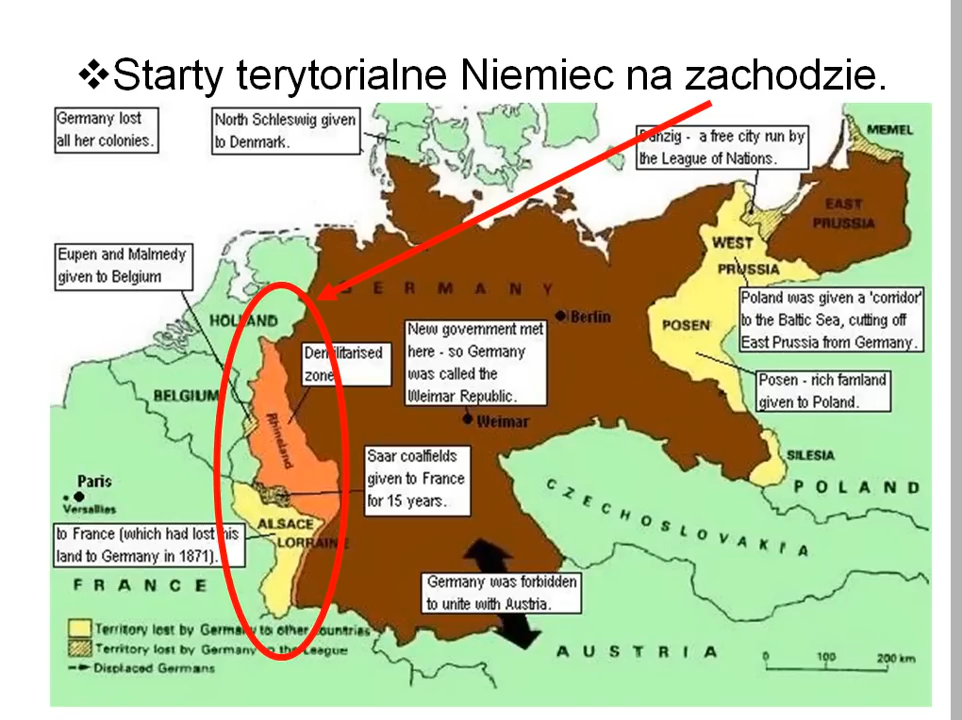 ❖Starty terytorialne Niemiec na zachodzie.
Germany lost
all her colonies.
North Schleswig given
to Denmark.
Danzig - a free city run by
the League of Nations.
MEMEL
EAST
PRUSSIA
WEST
PRUSSIA
Eupen and Malmedy
given to Belgium
GERMANY
Berlin
HOLLAND
New government met
here - so Germany
was called the
Weimar Republic.
Weimar
POSEN
Poland was given a 'corridor'
to the Baltic Sea, cutting off
East Prussia from Germany.
Demilitarised
zone
BELGIUM
Rhineland
Posen - rich famland
given to Poland.
Saar coalfields
given to France
for 15 years.
SILESIA
POLAND
Paris
Versailles
CZECHOSLOVAKIA
ALSACE
LORRAINE
to France (which had lost this
land to Germany in 1871).
FRANCE
Germany was forbidden
to unite with Austria.
Territory lost by Germany to other countries
Territory lost by Germany to the League
Displaced Germans
AUSTRIA
0 100 200 km